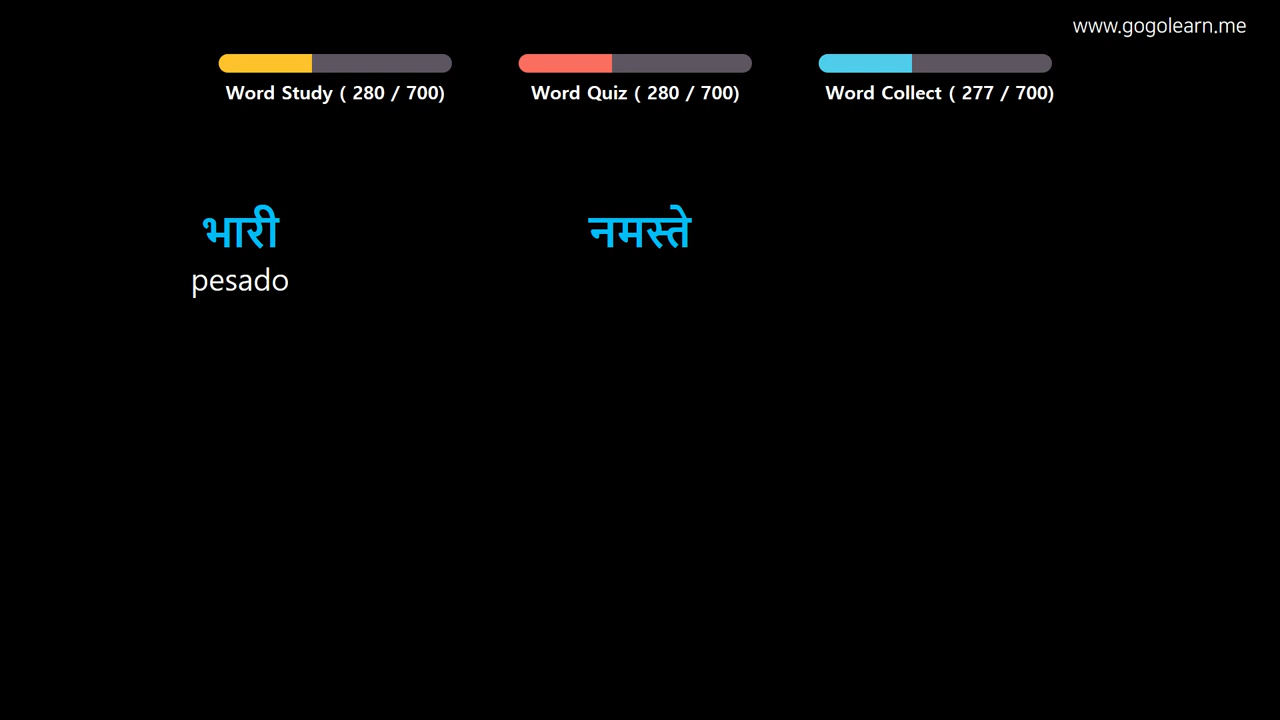 www.gogolearn.me
Word Study ( 280 / 700)
Word Quiz ( 280 / 700)
Word Collect ( 277 / 700)
भारी
नमस्ते
pesado